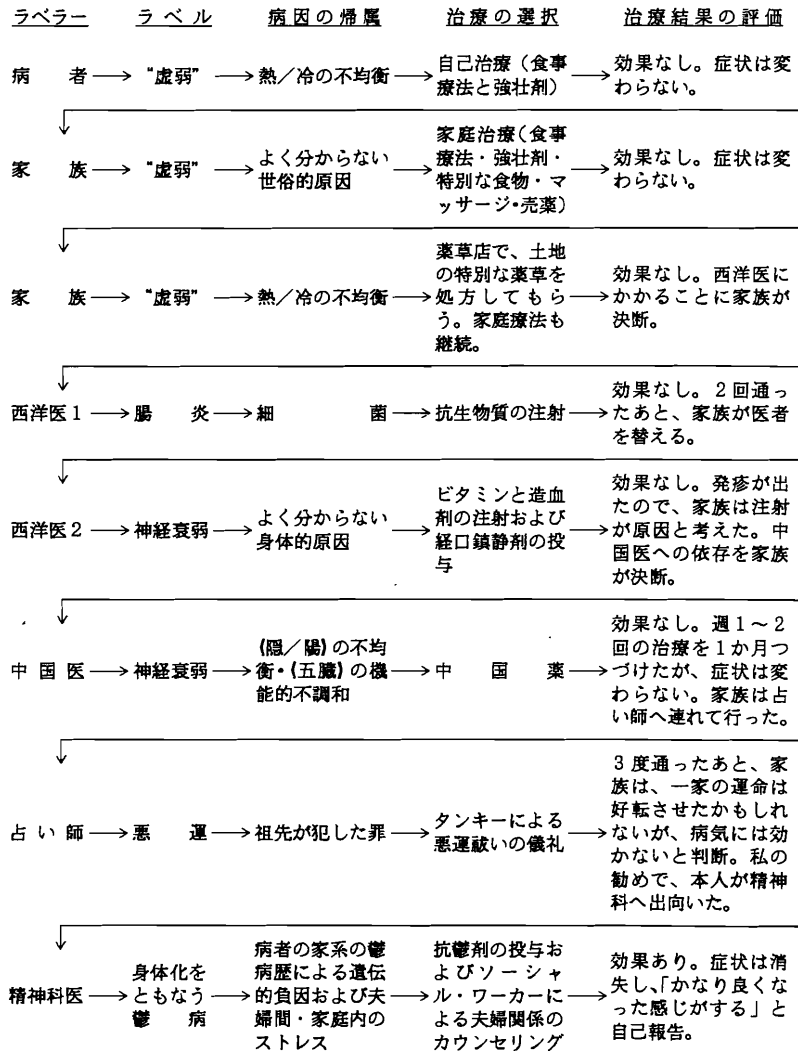 ラベラー ラベル 病因の帰属 治療の選択 治療結果の評価
病者 → “虚弱” → 熱／冷の不均衡 → 自己治療（食事 → 効果なし。症状は変
療法と強壮剤） わらない。
家族 → “虚弱” → よく分からない → 家庭治療（食事 → 効果なし。症状は変
世俗的原因 療法・強壮剤・ わらない。
特別な食物・マ
ッサージ・売薬）
家族 → “虚弱” → 熱／冷の不均衡 → 薬草店で、土地 → 効果なし。西洋医に
の特別な薬草を かかることに家族が
処方してもら 決断。
う。家庭療法も
継続。
西洋医1 → 腸炎 → 細菌 → 抗生物質の注射 → 効果なし。2回通っ
たあと、家族が医者
を替える。
西洋医2 → 神経衰弱 → よく分からない → ビタミンと造血 → 効果なし。発疹が出
身体的原因 剤の注射および たので、家族は注射
経口鎮静剤の投 が原因と考えた。中
与 国医への依存を家族
が決断。
中国医 → 神経衰弱 → (隠／陽)の不均 → 中国薬 → 効果なし。週1～2
衡・(五臓)の機 回の治療を1か月つ
能的不調和 づけたが、症状は変
わらない。家族は占
い師へ連れて行った。
占い師 → 悪運 → 祖先が犯した罪 → タンキーによる → 3度通ったあと、家
悪運祓いの儀礼 族は、一家の運命は
好転させたかもしれ
ないが、病気には効
かないと判断。私の
勧めで、本人が精神
科へ出向いた。
精神科医 → 身体化を → 病者の家系の鬱 → 抗鬱剤の投与お → 効果あり。症状は消
ともなう 病歴による遺伝 よびソーシャ 失し、「かなり良くな
鬱病 的負因および夫 ル・ワーカーに った感じがする」と
婦間・家庭内の よる夫婦関係の 自己報告。
ストレス カウンセリング